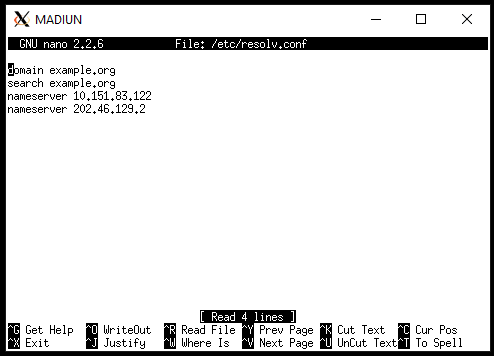 MADIUN
GNU nano 2.2.6 File: /etc/resolv.conf
domain example.org
search example.org
nameserver 10.151.83.122
nameserver 202.46.129.2
[ Read 4 lines ]
^G Get Help ^O WriteOut ^R Read File ^Y Prev Page ^K Cut Text ^C Cur Pos
^X Exit ^J Justify ^W Where Is ^V Next Page ^U UnCut Text ^T To Spell